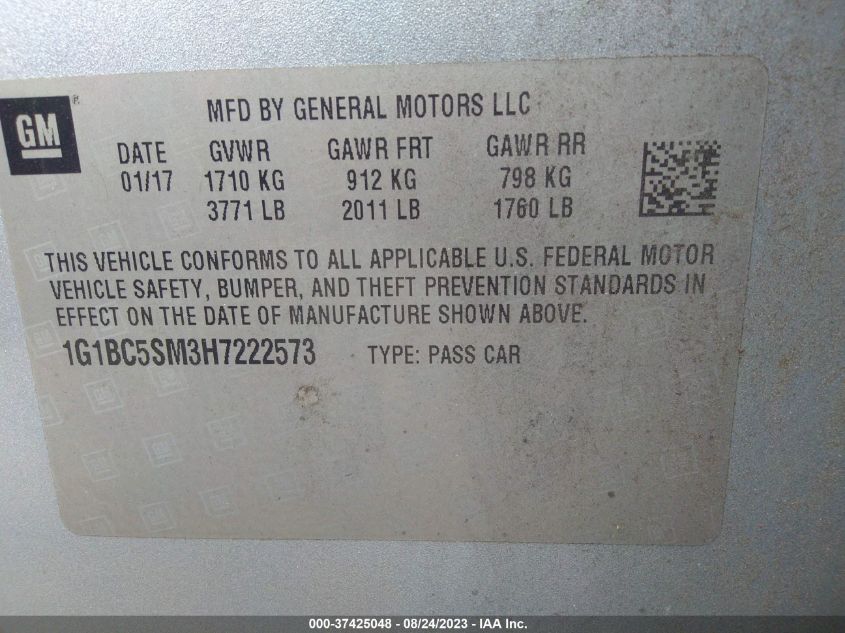 GM
®
MFD BY GENERAL MOTORS LLC
DATE GVWR GAWR FRT GAWR RR
01/17 1710 KG 912 KG 798 KG
3771 LB 2011 LB 1760 LB
THIS VEHICLE CONFORMS TO ALL APPLICABLE U.S. FEDERAL MOTOR
VEHICLE SAFETY, BUMPER, AND THEFT PREVENTION STANDARDS IN
EFFECT ON THE DATE OF MANUFACTURE SHOWN ABOVE.
1G1BC5SM3H7222573 TYPE: PASS CAR
000-37425048 - 08/24/2023 - IAA Inc.